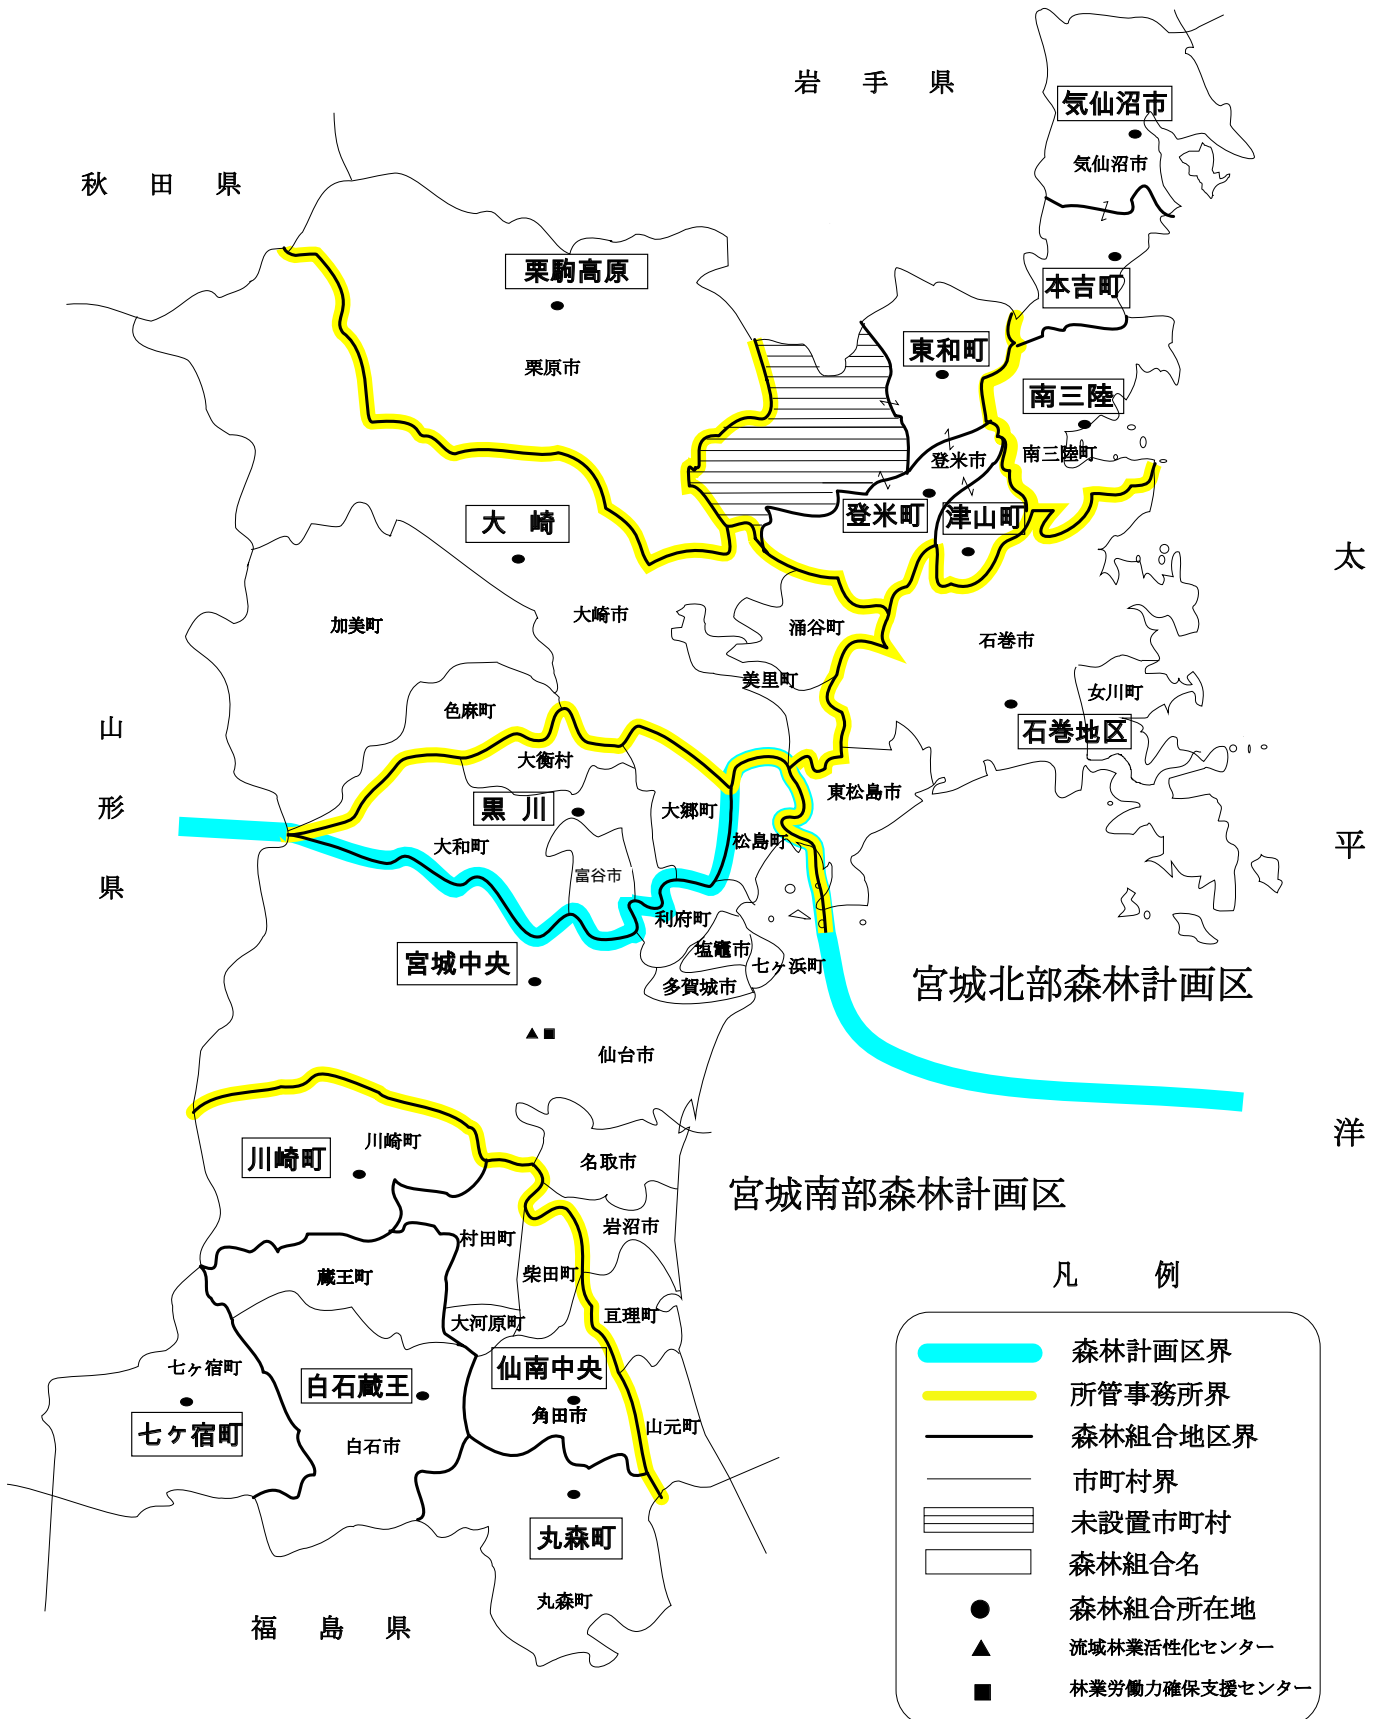 岩手県
気仙沼市
気仙沼市
秋田県
栗駒高原
本吉町
東和町
栗原市
南三陸
南三陸町
登米市
大崎
登米町
津山町
太
大崎市
加美町
涌谷町
石巻市
美里町
女川町
色麻町
山
石巻地区
大衡村
東松島市
形
黒川
大郷町
大和町
松島町
平
富谷市
県
利府町
塩竈市
宮城中央
七ヶ浜町
多賀城市
宮城北部森林計画区
仙台市
洋
川崎町
川崎町
名取市
宮城南部森林計画区
岩沼市
村田町
蔵王町
柴田町
凡例
大河原町
亘理町
森林計画区界
七ヶ宿町
仙南中央
白石蔵王
所管事務所界
角田市
七ケ宿町
山元町
森林組合地区界
白石市
市町村界
未設置市町村
丸森町
森林組合名
丸森町
森林組合所在地
福島県
流域林業活性化センター
林業労働力確保支援センター